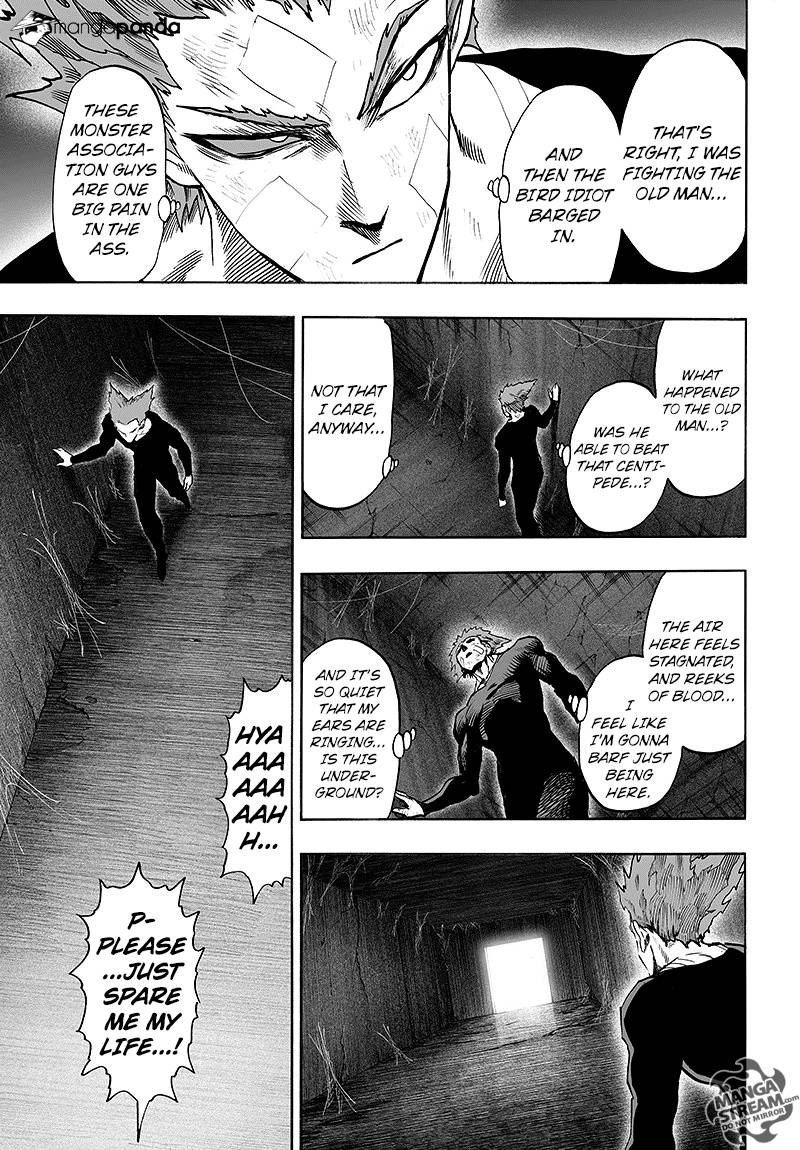 mangapanda
THAT'S
RIGHT, I WAS
FIGHTING THE
OLD MAN...
AND
THEN THE
BIRD IDIOT
BARGED
IN.
THESE
MONSTER
ASSOCIA-
TION GUYS
ARE ONE
BIG PAIN
IN THE
ASS.
WHAT
HAPPENED
TO THE OLD
MAN...?
WAS HE
ABLE TO BEAT
THAT CENTI-
PEDE...?
NOT THAT
I CARE,
ANYWAY...
THE AIR
HERE FEELS
STAGNATED,
AND REEKS
OF BLOOD...
I
FEEL LIKE
I'M GONNA
BARF JUST
BEING
HERE.
AND IT'S
SO QUIET
THAT MY
EARS ARE
RINGING...
IS THIS
UNDER-
GROUND?
HYA
AAA
AAA
AAH
H...
P-
PLEASE
...JUST
SPARE
ME MY
LIFE...!
MANGA
STREAM.COM
DO NOT MIRROR